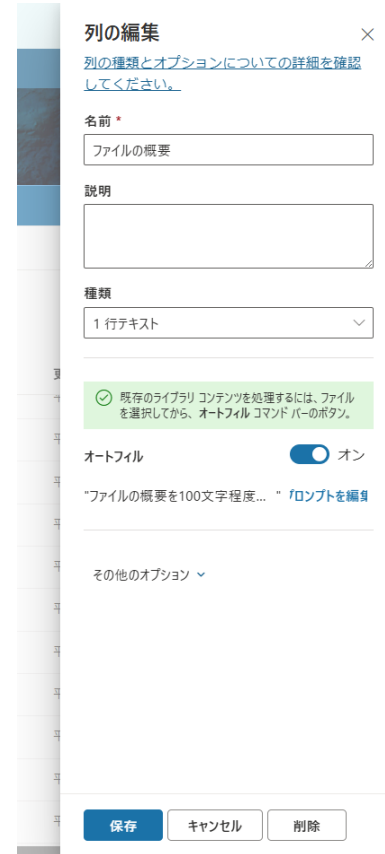 列の編集
列の種類とオプションについての詳細を確認
してください。
名前 *
ファイルの概要
説明
種類
1 行テキスト
既存のライブラリ コンテンツを処理するには、ファイル
を選択してから、オートフィル コマンド バーのボタン。
オートフィル
オン
"ファイルの概要を100文字程度... "
ロンプトを編集
その他のオプション
保存
キャンセル
削除